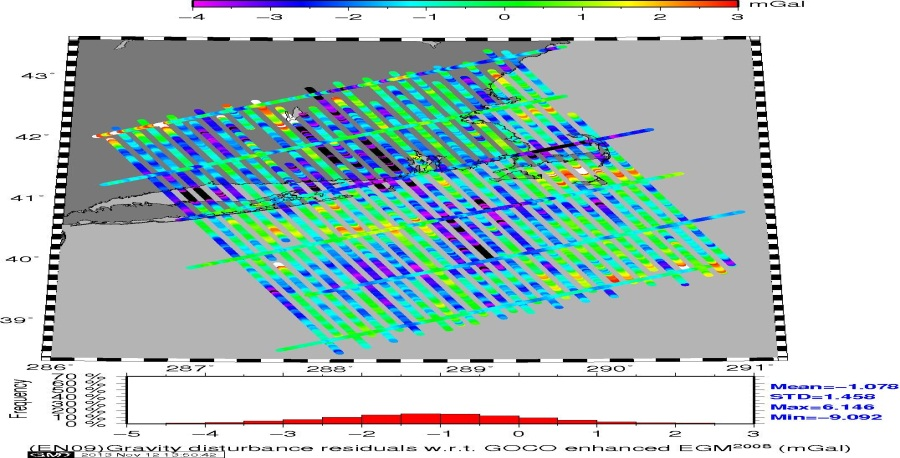 −4 −3 −2 −1 0 1 2 3 mGal
43°
42°
41°
40°
39°
286° 287° 288° 289° 290° 291°
Frequency
70 %
−5 −4 −3 −2 −1 0 1 2 3
Mean=−1.078
STD=1.458
Max=6.146
Min=−9.092
(EN09)Gravity disturbance residuals w.r.t. GOCO enhanced EGM2008 (mGal)
GMD 2013 Nov 12 13:50:42